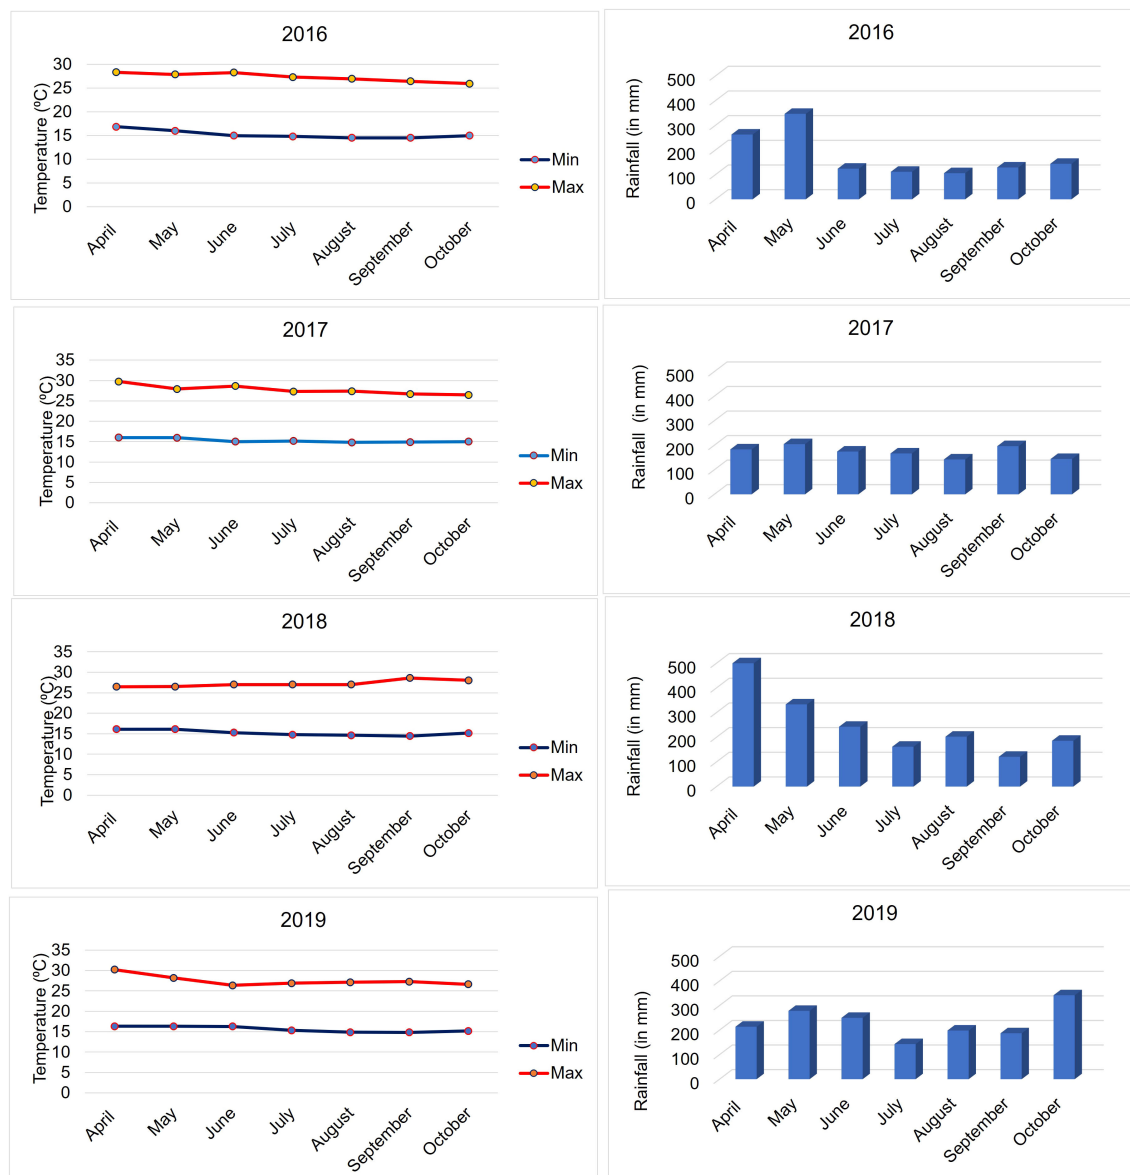 2016
30
25
20
15
10
5
0
Temperature (ºC)
April
May
June
July
August
September
October
Min
Max
2016
500
400
300
200
100
0
Rainfall (in mm)
April
May
June
July
August
September
October
2017
35
30
25
20
15
10
5
0
Temperature (ºC)
April
May
June
July
August
September
October
Min
Max
2017
500
400
300
200
100
0
Rainfall (in mm)
April
May
June
July
August
September
October
2018
35
30
25
20
15
10
5
0
Temperature (ºC)
April
May
June
July
August
September
October
Min
Max
2018
500
400
300
200
100
0
Rainfall (in mm)
April
May
June
July
August
September
October
2019
35
30
25
20
15
10
5
0
Temperature (ºC)
April
May
June
July
August
September
October
Min
Max
2019
500
400
300
200
100
0
Rainfall (in mm)
April
May
June
July
August
September
October